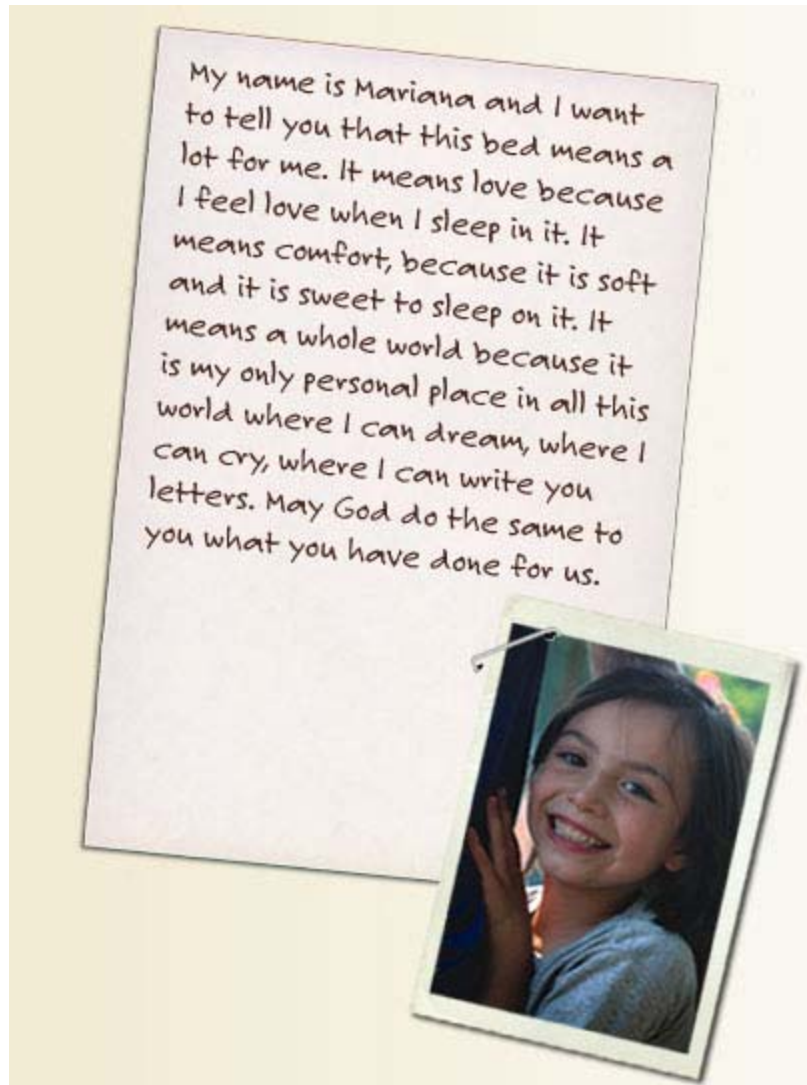 My name is Mariana and I want
to tell you that this bed means a
lot for me. It means love because
I feel love when I sleep in it. It
means comfort, because it is soft
and it is sweet to sleep on it. It
means a whole world because it
is my only personal place in all this
world where I can dream, where I
can cry, where I can write you
letters. May God do the same to
you what you have done for us.